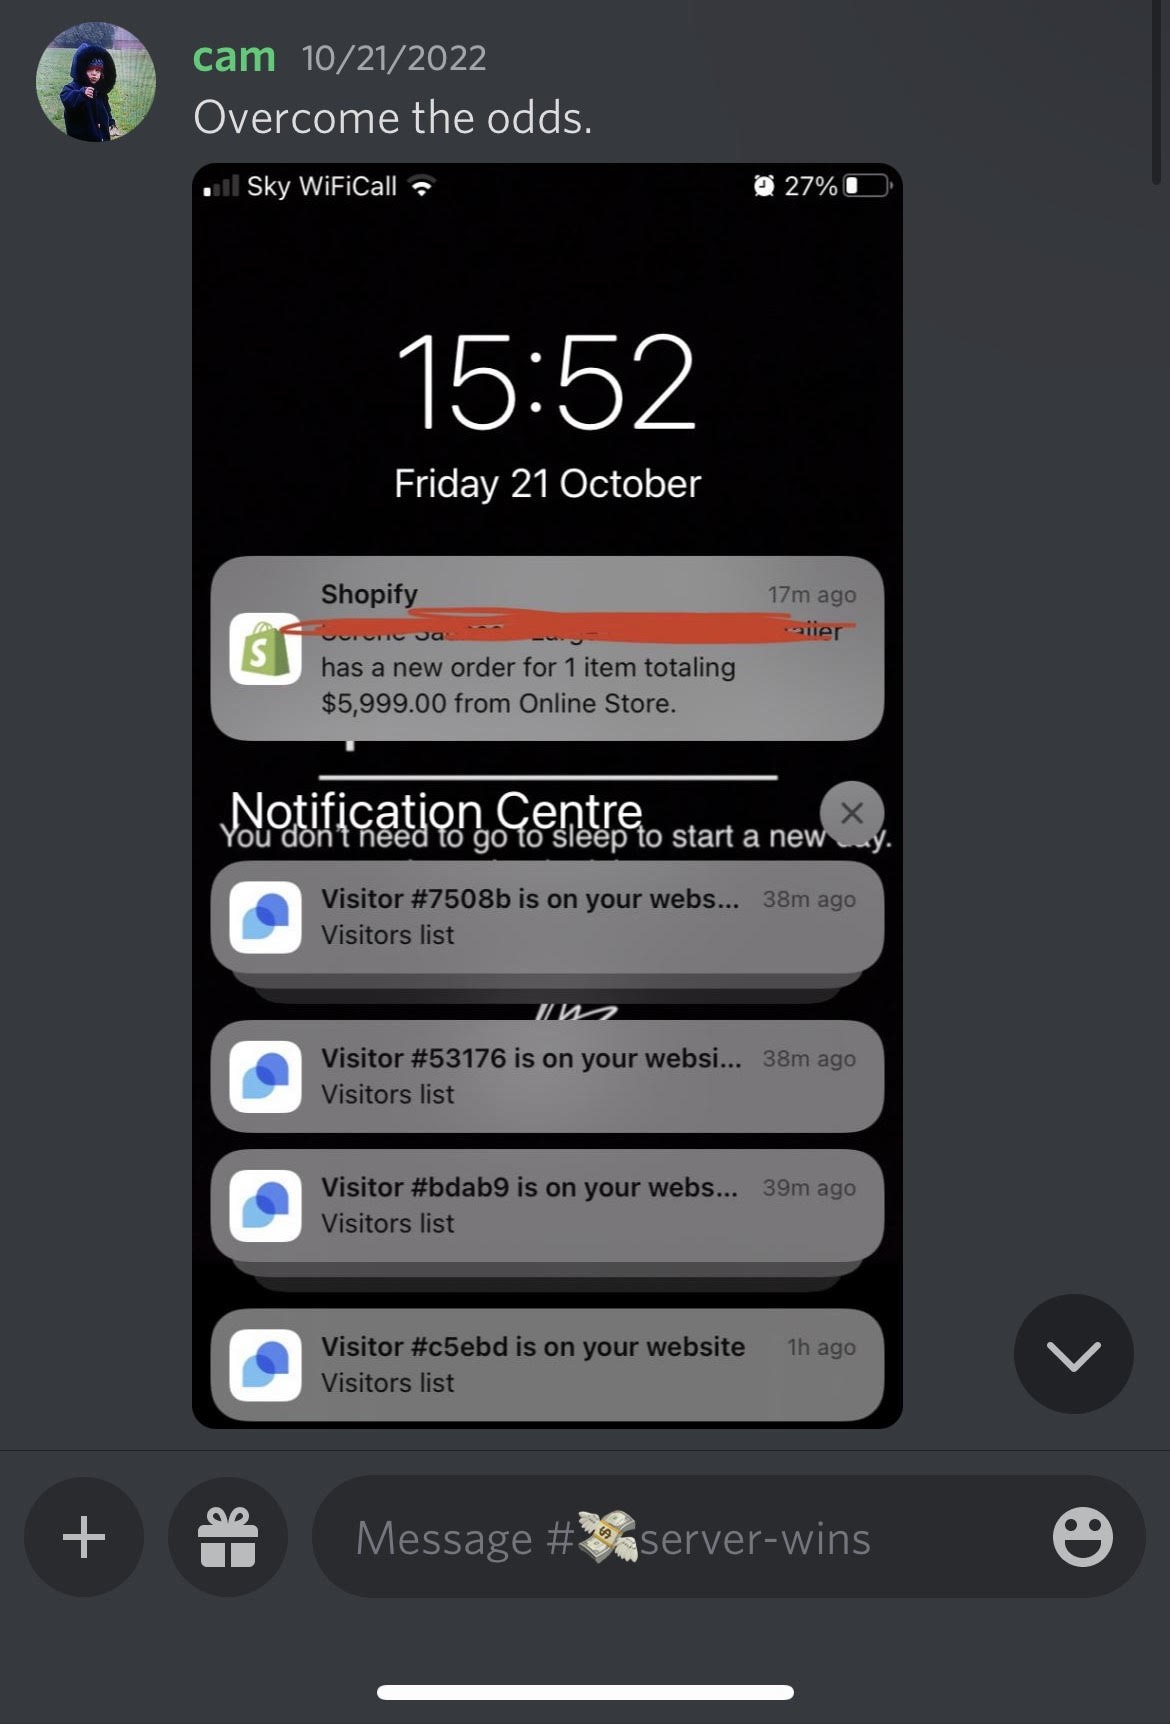 cam 10/21/2022
Overcome the odds.
Sky WiFiCall 27%
15:52
Friday 21 October
Shopify 17m ago
has a new order for 1 item totaling
$5,999.00 from Online Store.
Notification Centre
You don't need to go to sleep to start a new day.
Visitor #7508b is on your webs... 38m ago
Visitors list
Visitor #53176 is on your websi... 38m ago
Visitors list
Visitor #bdab9 is on your webs... 39m ago
Visitors list
Visitor #c5ebd is on your website 1h ago
Visitors list
Message #💸server-wins